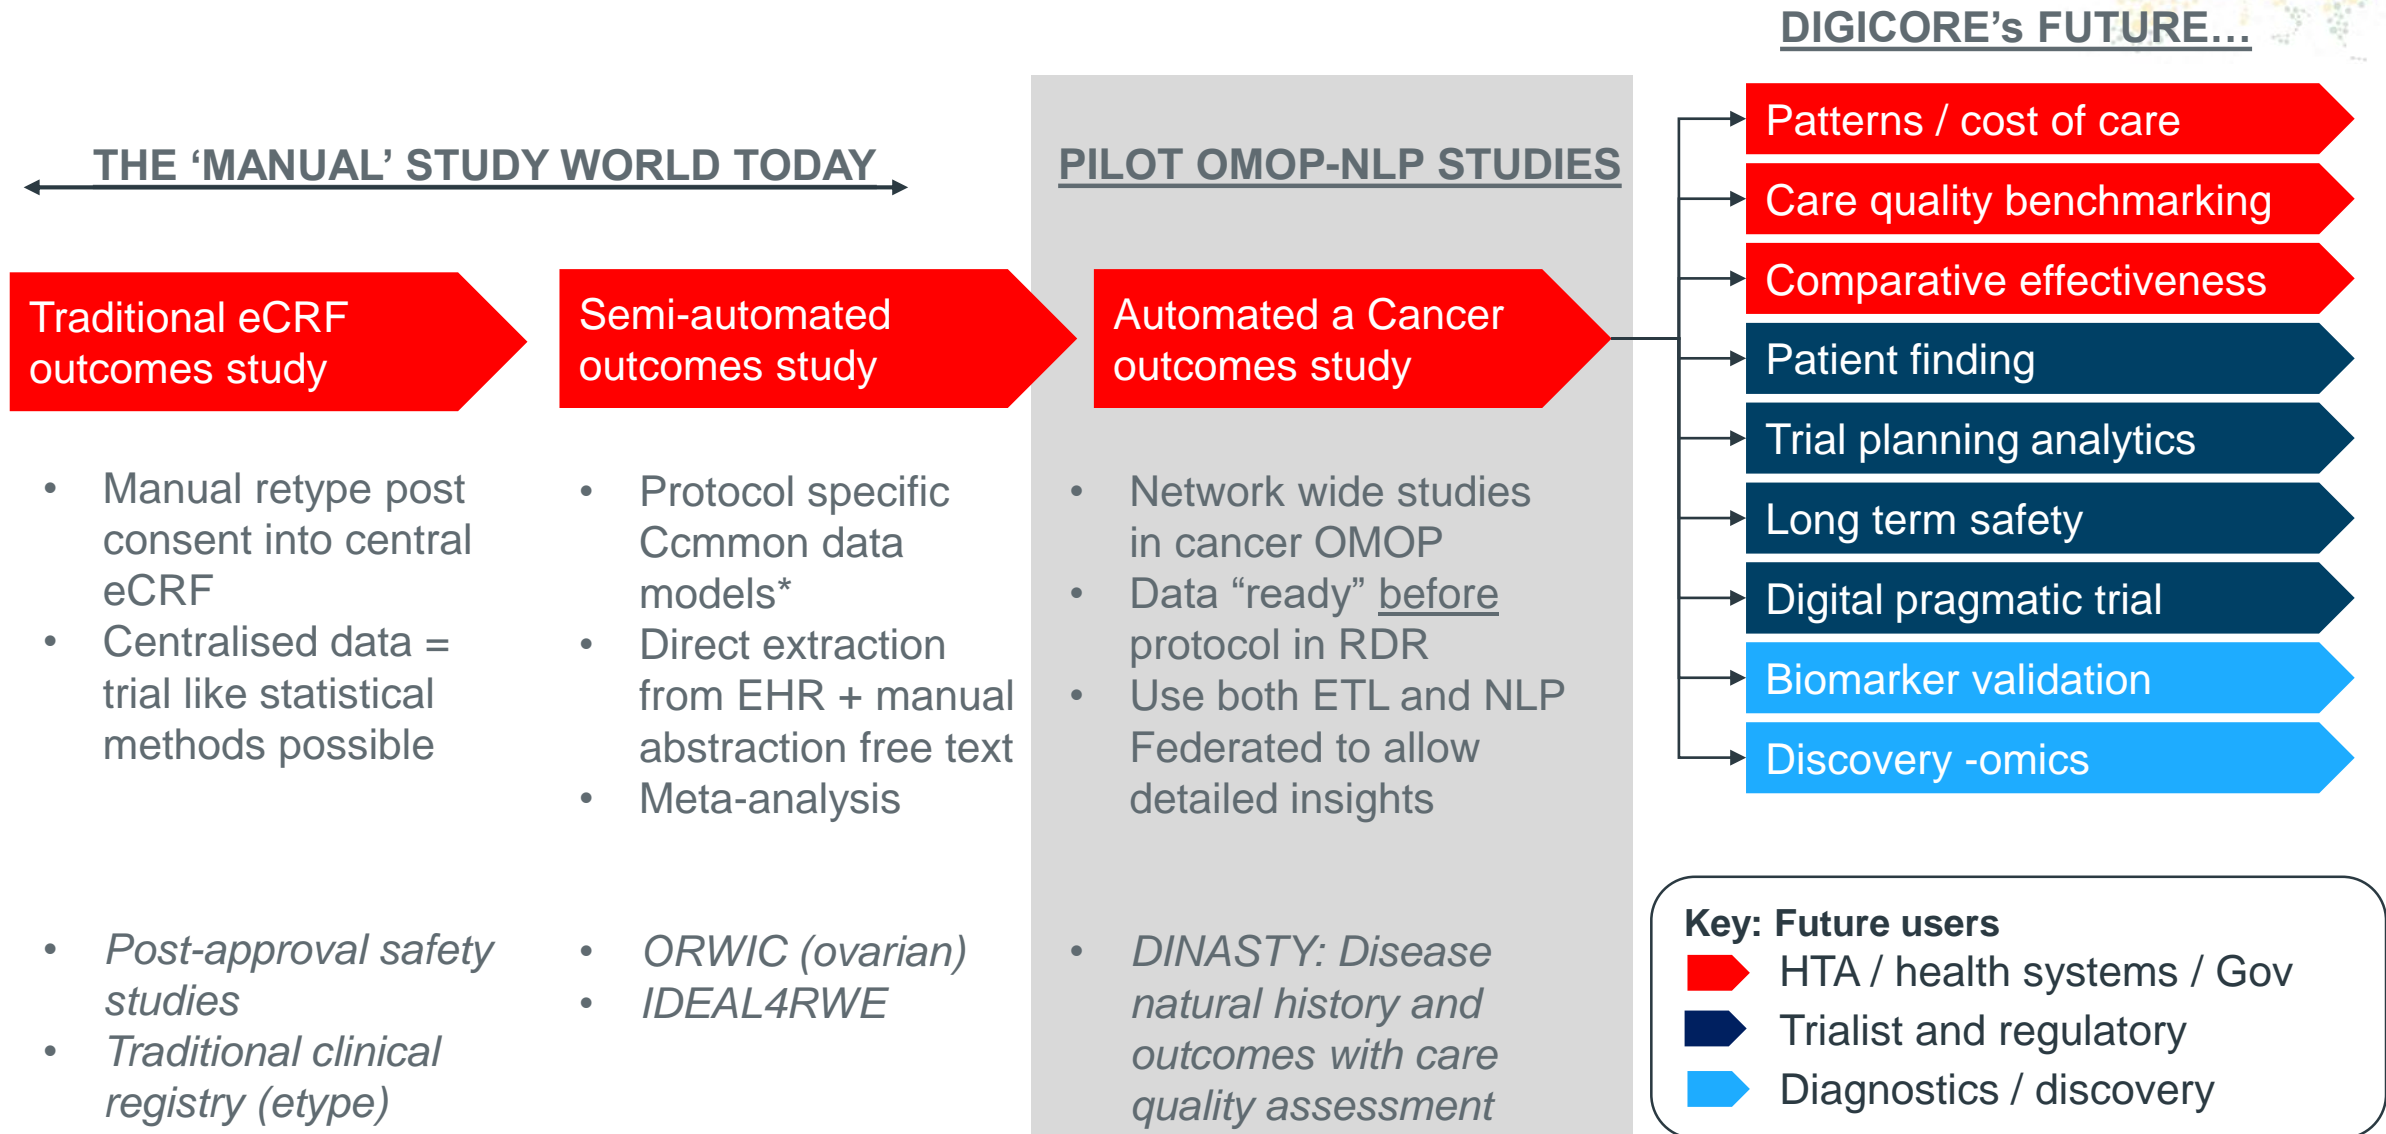 DIGICORE's FUTURE...
THE ‘MANUAL’ STUDY WORLD TODAY
PILOT OMOP-NLP STUDIES
Traditional eCRF
outcomes study
• Manual retype post
consent into central
eCRF
• Centralised data =
trial like statistical
methods possible
• Post-approval safety
studies
• Traditional clinical
registry (etype)
Semi-automated
outcomes study
• Protocol specific
Ccmmon data
models*
• Direct extraction
from EHR + manual
abstraction free text
• Meta-analysis
• ORWIC (ovarian)
• IDEAL4RWE
Automated a Cancer
outcomes study
• Network wide studies
in cancer OMOP
• Data “ready” before
protocol in RDR
• Use both ETL and NLP
Federated to allow
detailed insights
• DINASTY: Disease
natural history and
outcomes with care
quality assessment
Patterns / cost of care
Care quality benchmarking
Comparative effectiveness
Patient finding
Trial planning analytics
Long term safety
Digital pragmatic trial
Biomarker validation
Discovery -omics
Key: Future users
HTA / health systems / Gov
Trialist and regulatory
Diagnostics / discovery